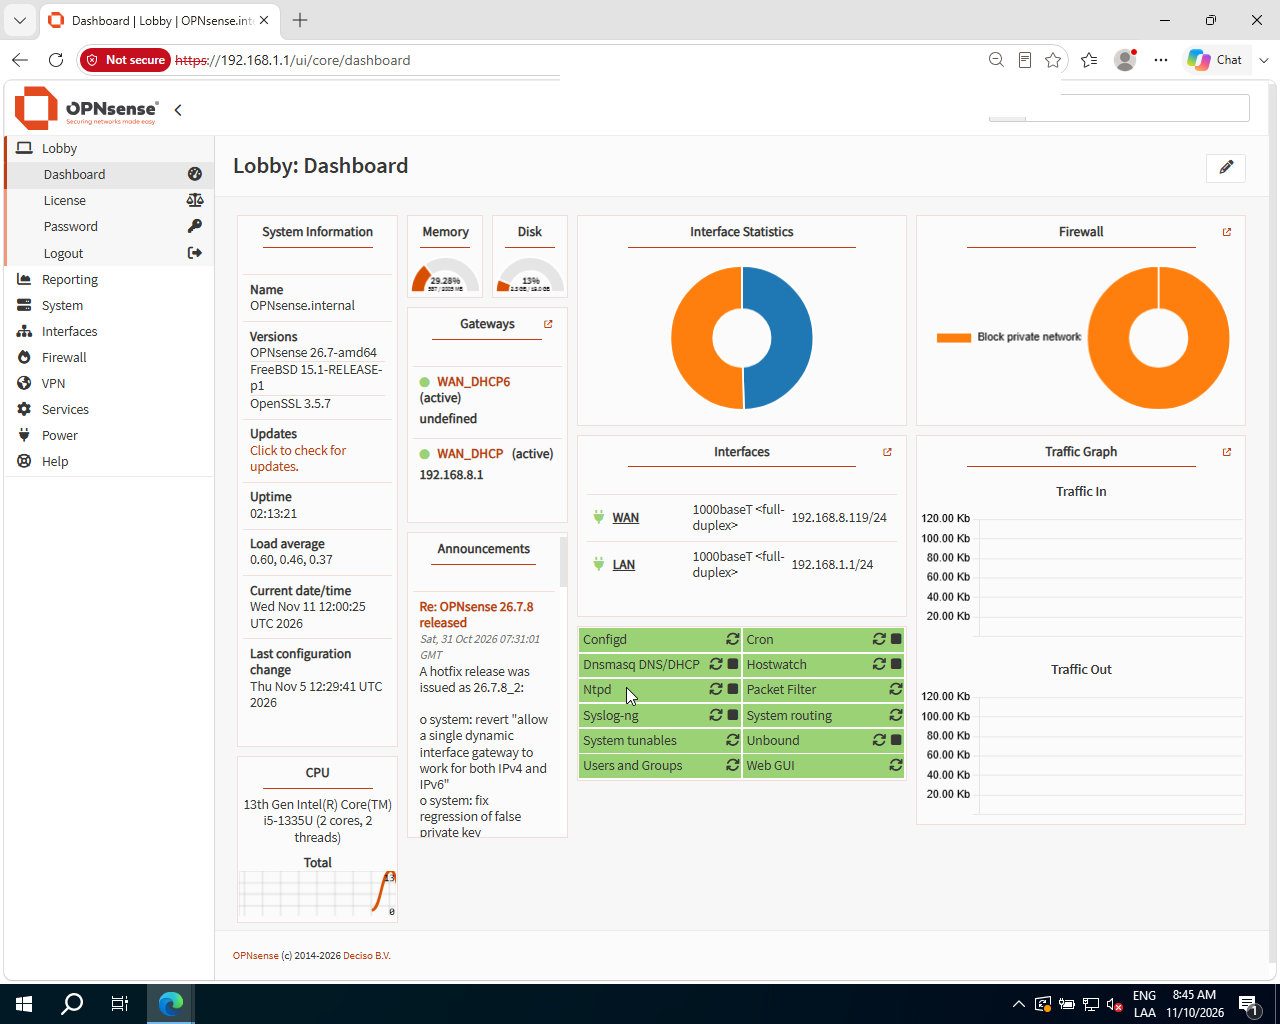 Dashboard | Lobby | OPNsense.int
Not secure
https://192.168.1.1/ui/core/dashboard
Chat
OPNsense
Securing networks made easy
Lobby
Dashboard
License
Password
Logout
Reporting
System
Interfaces
Firewall
VPN
Services
Power
Help
Lobby: Dashboard
System Information
Name
OPNsense.internal
Versions
OPNsense 26.7-amd64
FreeBSD 15.1-RELEASE-
p1
OpenSSL 3.5.7
Updates
Click to check for
updates.
Uptime
02:13:21
Load average
0.60, 0.46, 0.37
Current date/time
Wed Nov 11 12:00:25
UTC 2026
Last configuration
change
Thu Nov 5 12:29:41 UTC
2026
CPU
13th Gen Intel(R) Core(TM)
i5-1335U (2 cores, 2
threads)
Total
13
0
Memory
29.28%
Disk
13%
Gateways
WAN_DHCP6
(active)
undefined
WAN_DHCP (active)
192.168.8.1
Announcements
Re: OPNsense 26.7.8
released
Sat, 31 Oct 2026 07:31:01
GMT
A hotfix release was
issued as 26.7.8_2:
o system: revert "allow
a single dynamic
interface gateway to
work for both IPv4 and
IPv6"
o system: fix
regression of false
private key
Interface Statistics
Interfaces
WAN 1000baseT <full-
duplex> 192.168.8.119/24
LAN 1000baseT <full-
duplex> 192.168.1.1/24
Configd Cron
Dnsmasq DNS/DHCP Hostwatch
Ntpd Packet Filter
Syslog-ng System routing
System tunables Unbound
Users and Groups Web GUI
Firewall
Block private network
Traffic Graph
Traffic In
120.00 Kb
100.00 Kb
80.00 Kb
60.00 Kb
40.00 Kb
20.00 Kb
Traffic Out
120.00 Kb
100.00 Kb
80.00 Kb
60.00 Kb
40.00 Kb
20.00 Kb
OPNsense (c) 2014-2026 Deciso B.V.
ENG
LAA
8:45 AM
11/10/2026
1